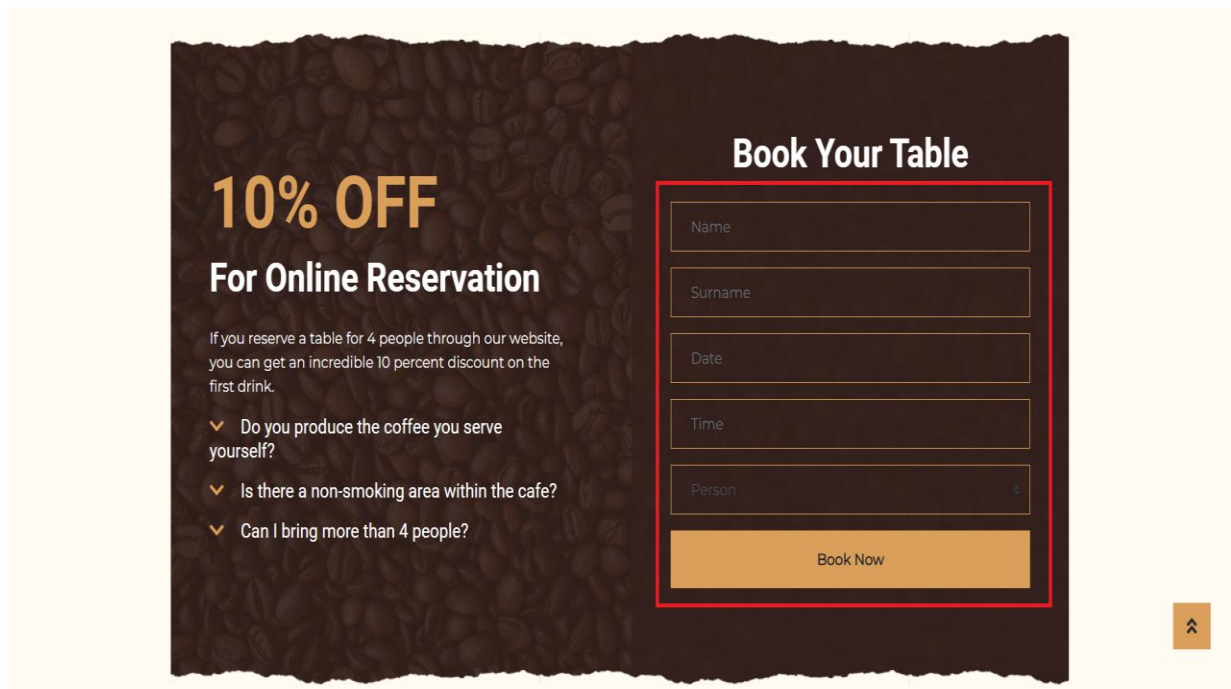 10% OFF
For Online Reservation
If you reserve a table for 4 people through our website,
you can get an incredible 10 percent discount on the
first drink.
Do you produce the coffee you serve
yourself?
Is there a non-smoking area within the cafe?
Can I bring more than 4 people?
Book Your Table
Name
Surname
Date
Time
Person
Book Now